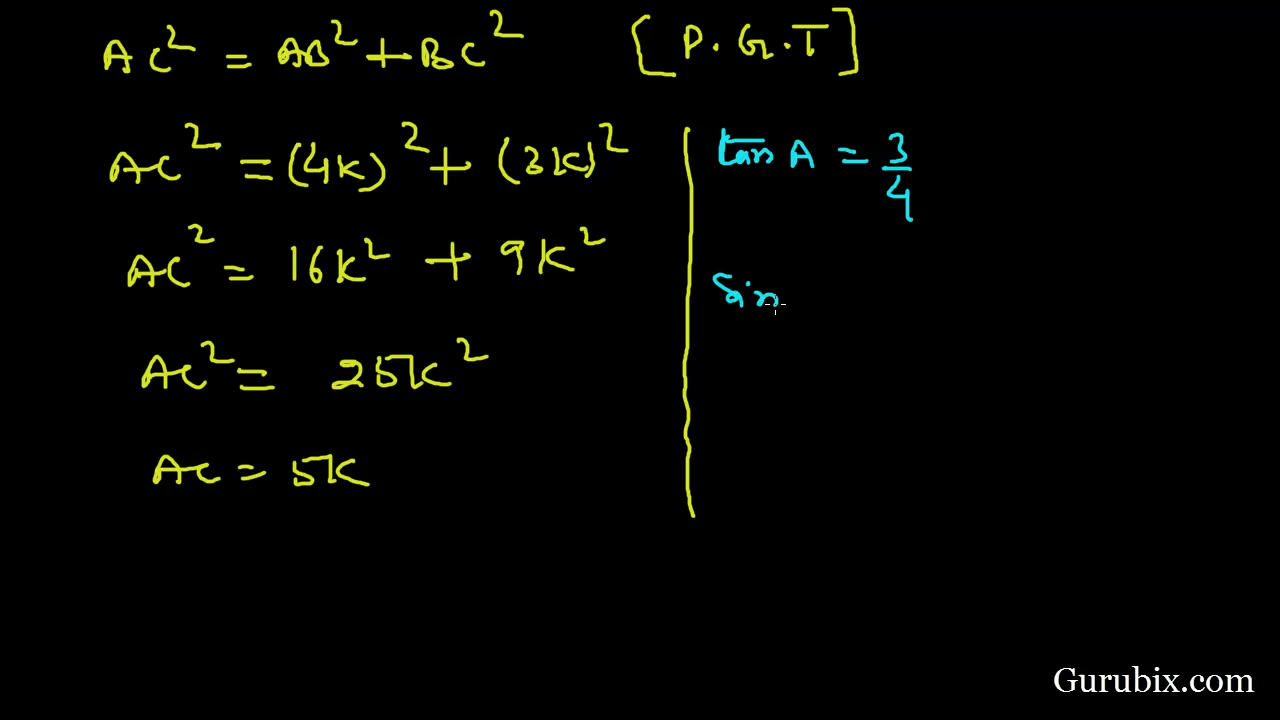 AC² = AB² + BC² [P.G.T]
AC² = (4K)² + (3K)²
AC² = 16K² + 9K²
AC² = 25K²
AC = 5K
tan A = 3/4
Sin
Gurubix.com